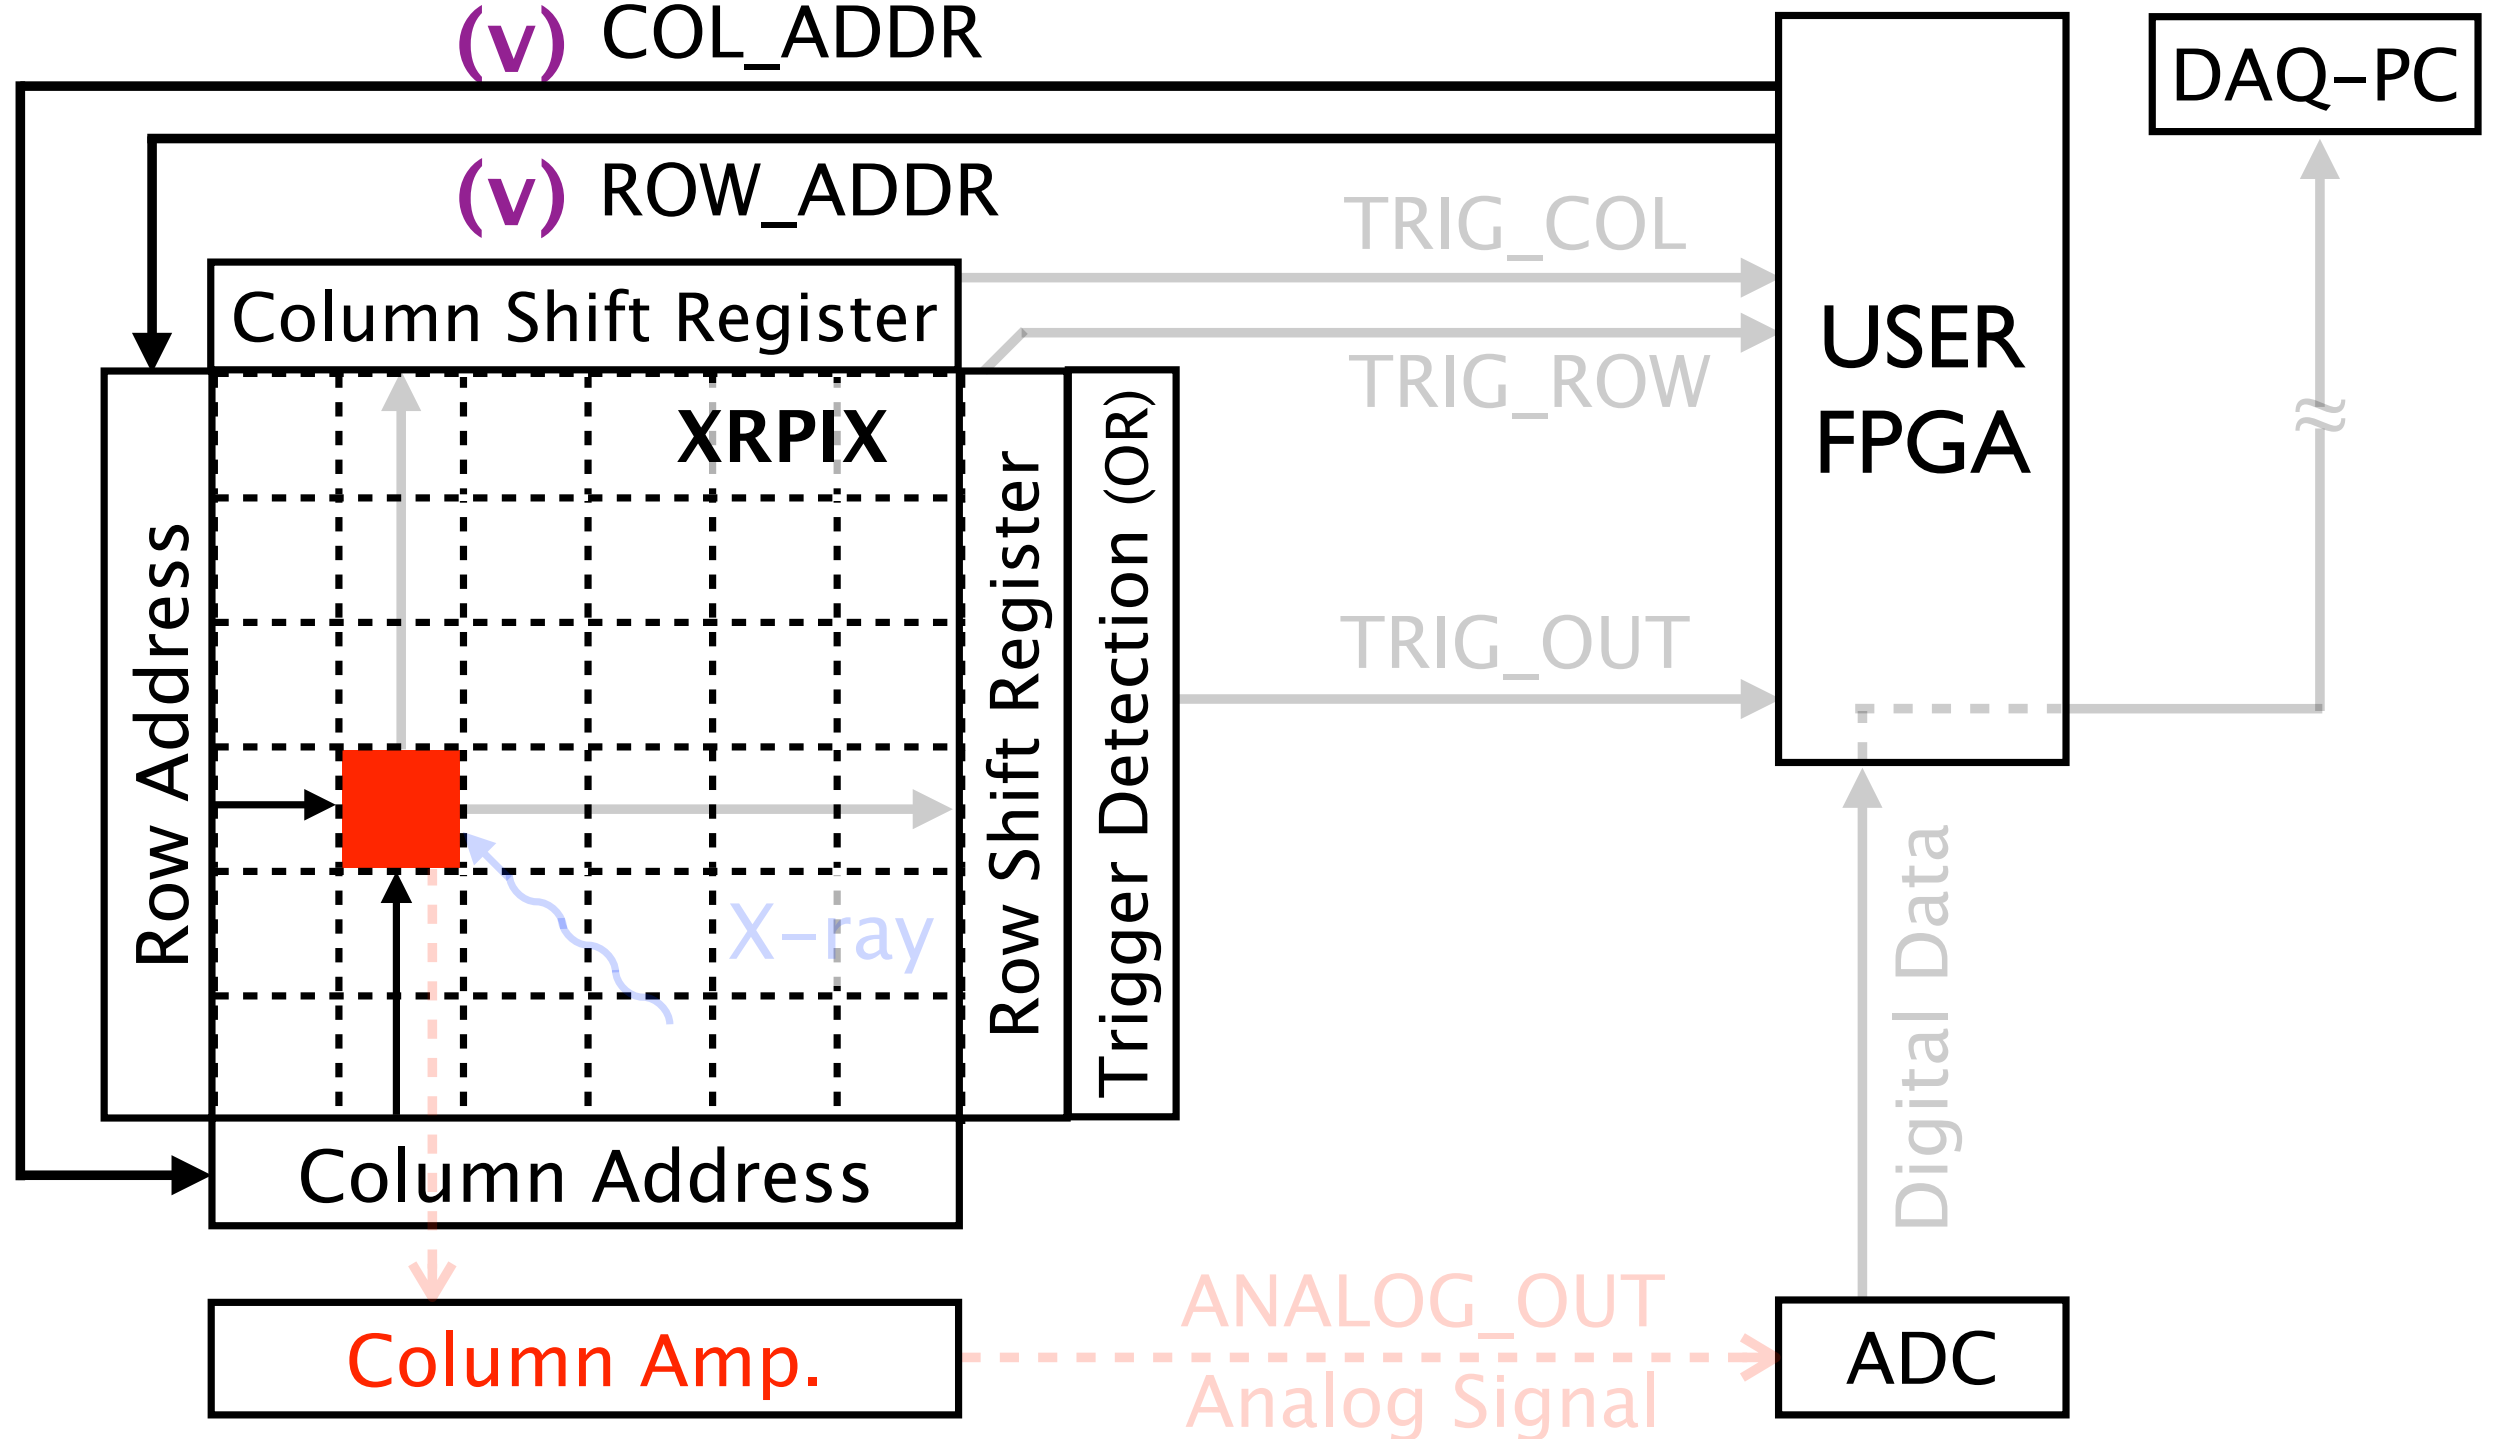 (v) COL_ADDR
DAQ-PC
(v) ROW_ADDR
TRIG_COL
Column Shift Register
TRIG_ROW
USER
FPGA
XRPIX
Row Address
Row Shift Register
Trigger Detection (OR)
TRIG_OUT
≈
X-ray
Digital Data
Column Address
ANALOG_OUT
Column Amp.
Analog Signal
ADC